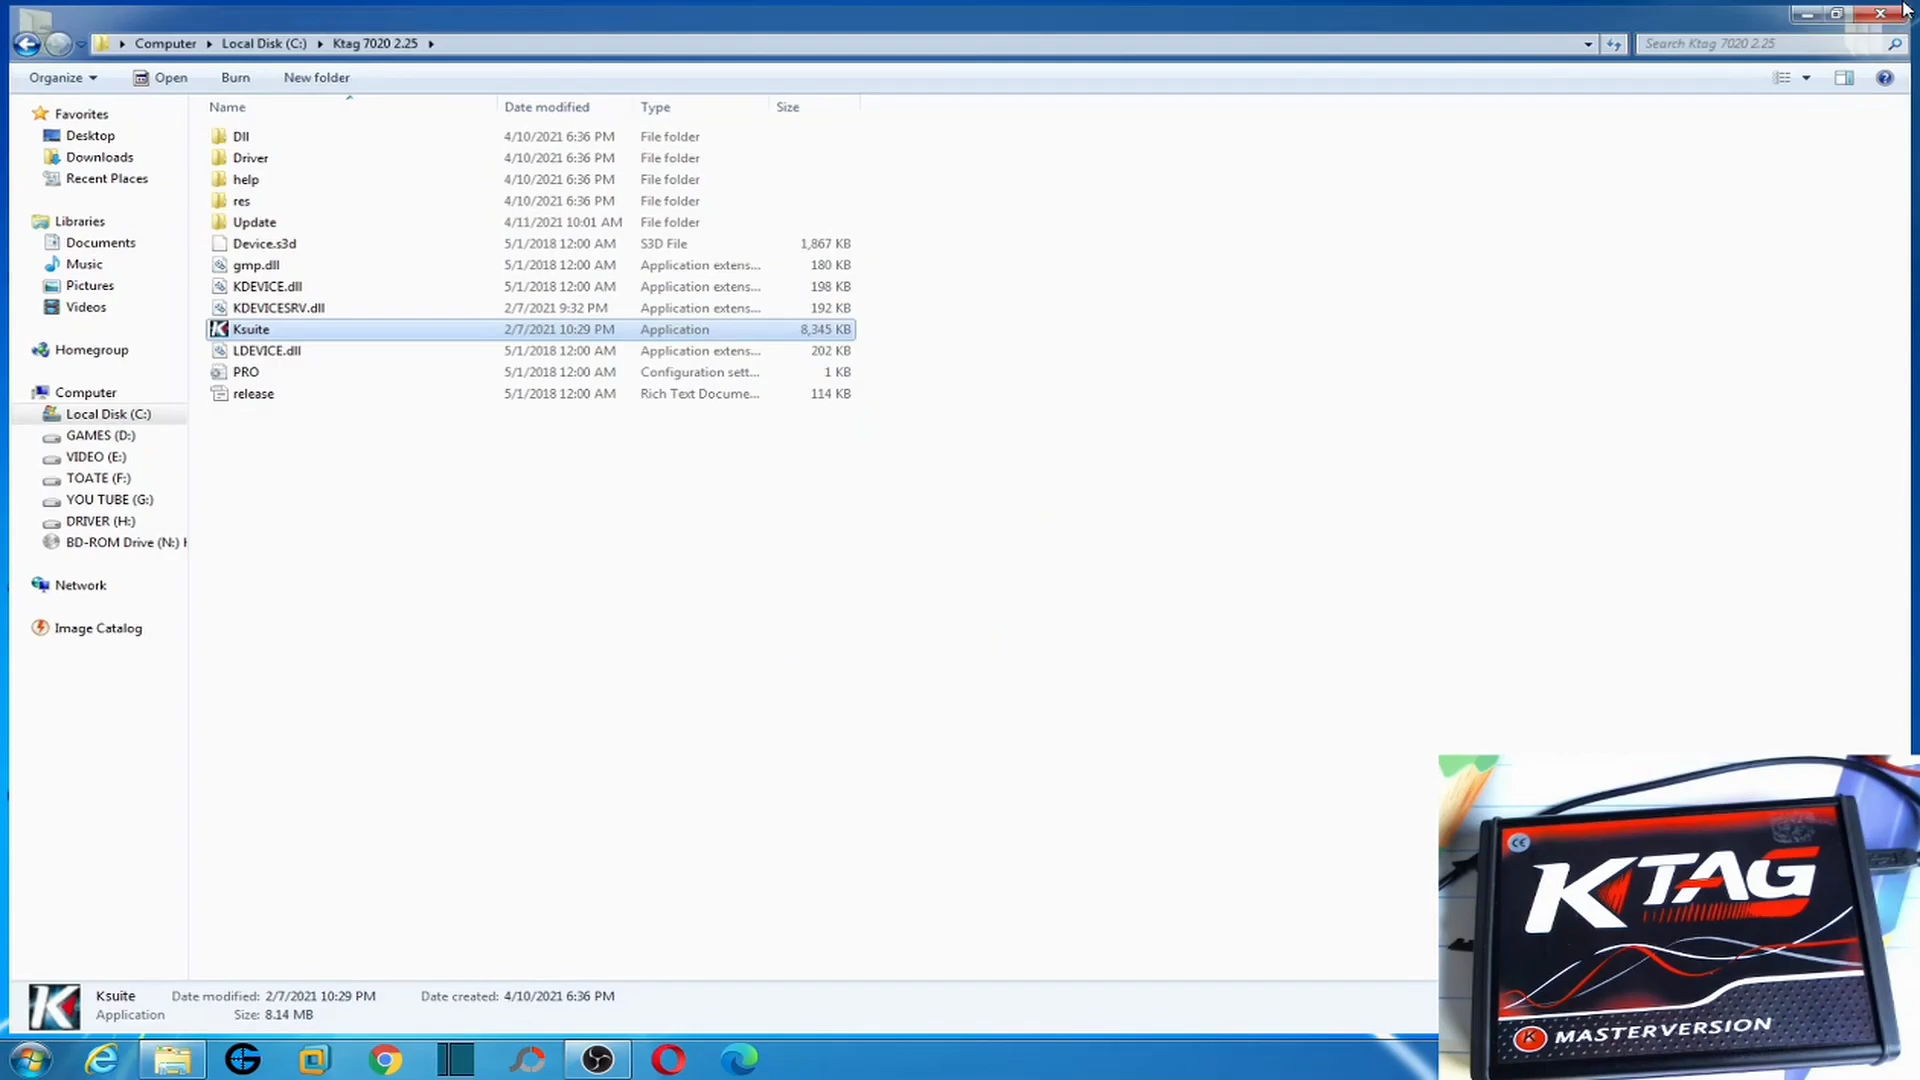 Computer Local Disk (C:) Ktag 7020 2.25
Search Ktag 7020 2.25
Organize Open Burn New folder
Name Date modified Type Size
Favorites
Desktop
Downloads
Recent Places
Libraries
Documents
Music
Pictures
Videos
Homegroup
Computer
Local Disk (C:)
GAMES (D:)
VIDEO (E:)
TOATE (F:)
YOU TUBE (G:)
DRIVER (H:)
BD-ROM Drive (N:)
Network
Image Catalog
Dll 4/10/2021 6:36 PM File folder
Driver 4/10/2021 6:36 PM File folder
help 4/10/2021 6:36 PM File folder
res 4/10/2021 6:36 PM File folder
Update 4/11/2021 10:01 AM File folder
Device.s3d 5/1/2018 12:00 AM S3D File 1,867 KB
gmp.dll 5/1/2018 12:00 AM Application extens... 180 KB
KDEVICE.dll 5/1/2018 12:00 AM Application extens... 198 KB
KDEVICESRV.dll 2/7/2021 9:32 PM Application extens... 192 KB
Ksuite 2/7/2021 10:29 PM Application 8,345 KB
LDEVICE.dll 5/1/2018 12:00 AM Application extens... 202 KB
PRO 5/1/2018 12:00 AM Configuration sett... 1 KB
release 5/1/2018 12:00 AM Rich Text Docume... 114 KB
Ksuite Date modified: 2/7/2021 10:29 PM Date created: 4/10/2021 6:36 PM
Application Size: 8.14 MB
CE
KTAG
K MASTERVERSION